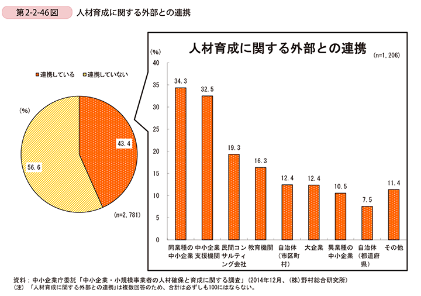 第2-2-46図 人材育成に関する外部との連携
連携している 連携していない
(%)
43.4
56.6
(n=2,781)
人材育成に関する外部との連携
(n=1,206)
(%)
40
35
30
25
20
15
10
5
0
34.3
32.5
19.3
16.3
12.4
12.4
10.5
7.5
11.4
同業種の中小企業
中小企業支援機関
民間コンサルティング会社
教育機関
自治体(市区町村)
大企業
異業種の中小企業
自治体(都道府県)
その他
資料：中小企業庁委託「中小企業・小規模事業者の人材確保と育成に関する調査」(2014年12月、(株)野村総合研究所)
(注) 「人材育成に関する外部との連携」は複数回答のため、合計は必ずしも100にはならない。